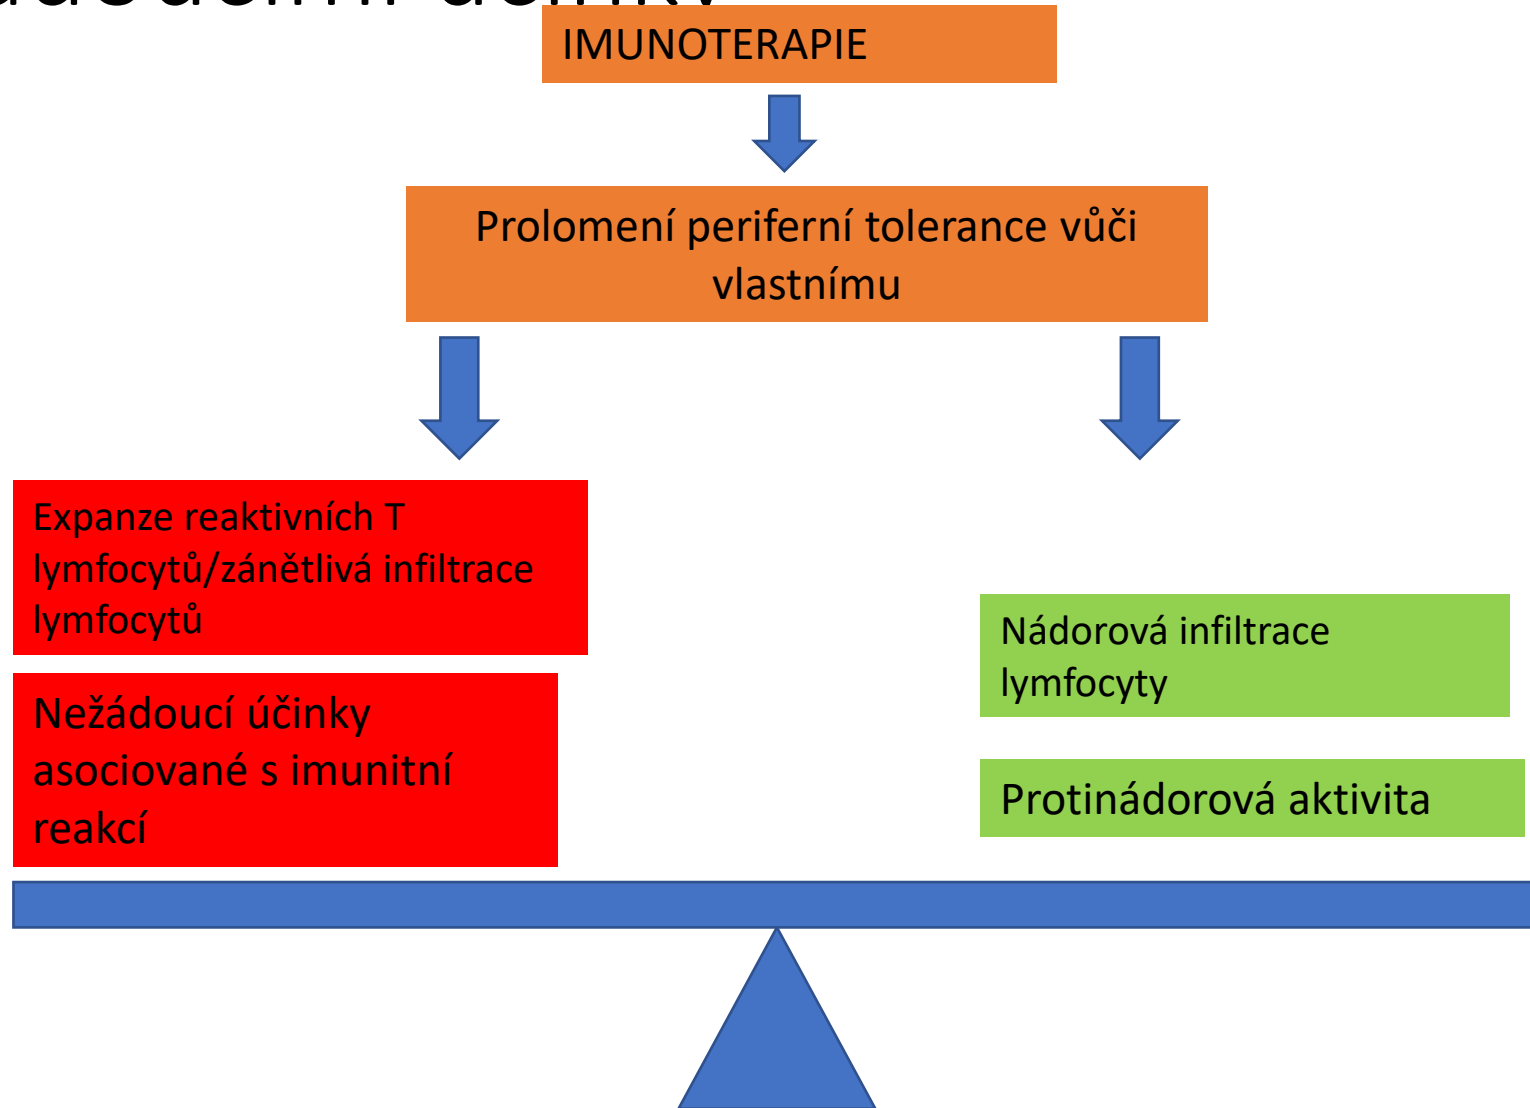 IMUNOTERAPIE
Prolomení periferní tolerance vůči
vlastnímu
Expanze reaktivních T
lymfocytů/zánětlivá infiltrace
lymfocytů
Nežádoucí účinky
asociované s imunitní
reakcí
Nádorová infiltrace
lymfocyty
Protinádorová aktivita